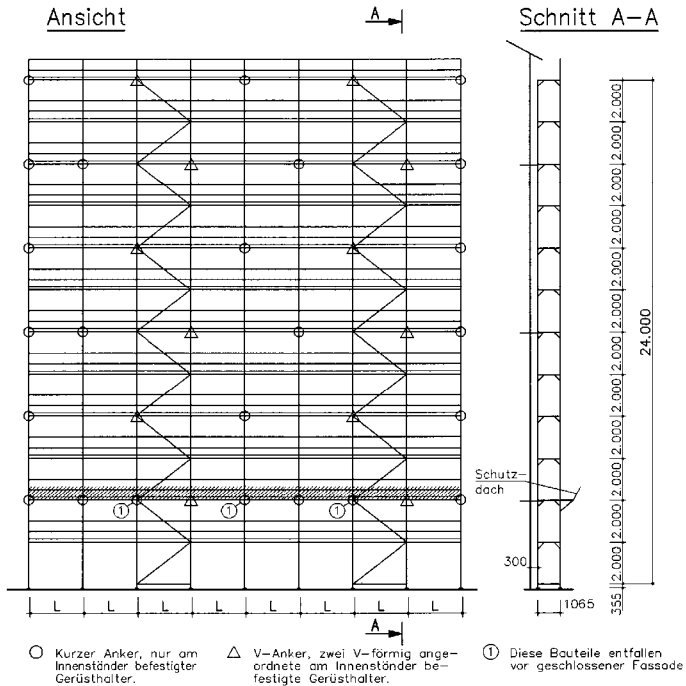 Ansicht
A
Schnitt A-A
2.000
2.000
2.000
2.000
2.000
2.000
2.000
2.000
2.000
2.000
2.000
2.000
355
24.000
Schutz-
dach
1
1
1
300
1065
L L L L L L L L
A
Kurzer Anker, nur am
Innenständer befestigter
Gerüsthalter.
V-Anker, zwei V-förmig ange-
ordnete am Innenständer be-
festigte Gerüsthalter.
1 Diese Bauteile entfallen
vor geschlossener Fassade